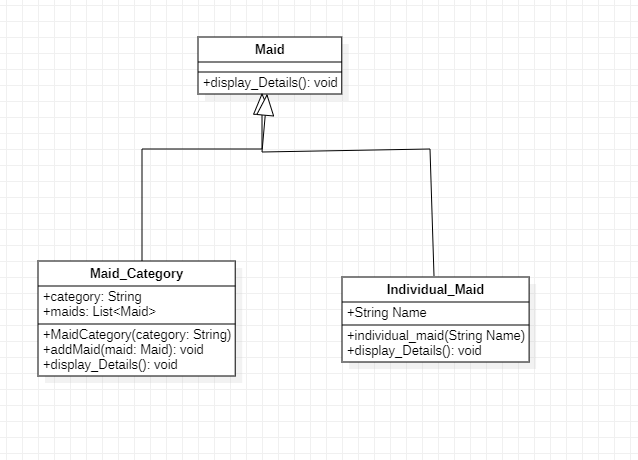 Maid
+display_Details(): void
Maid_Category
+category: String
+maids: List<Maid>
+MaidCategory(category: String)
+addMaid(maid: Maid): void
+display_Details(): void
Individual_Maid
+String Name
+individual_maid(String Name)
+display_Details(): void